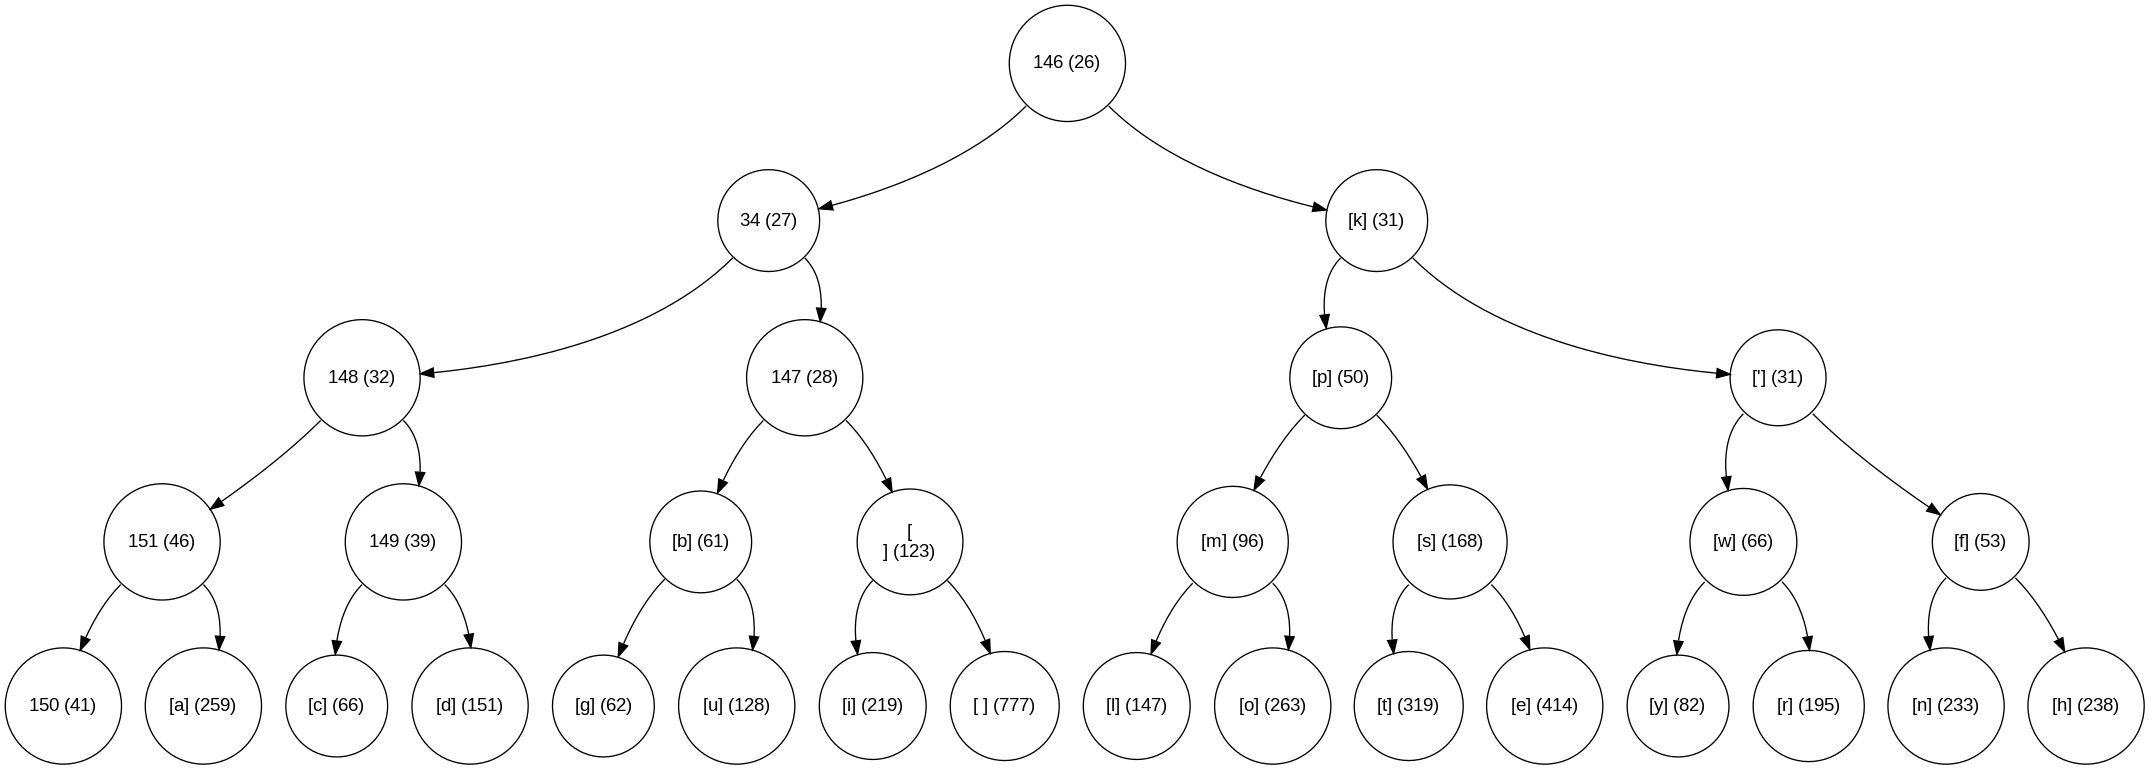 146 (26)
34 (27)
[k] (31)
148 (32)
147 (28)
[p] (50)
['] (31)
151 (46)
149 (39)
[b] (61)
[
] (123)
[m] (96)
[s] (168)
[w] (66)
[f] (53)
150 (41)
[a] (259)
[c] (66)
[d] (151)
[g] (62)
[u] (128)
[i] (219)
[ ] (777)
[l] (147)
[o] (263)
[t] (319)
[e] (414)
[y] (82)
[r] (195)
[n] (233)
[h] (238)